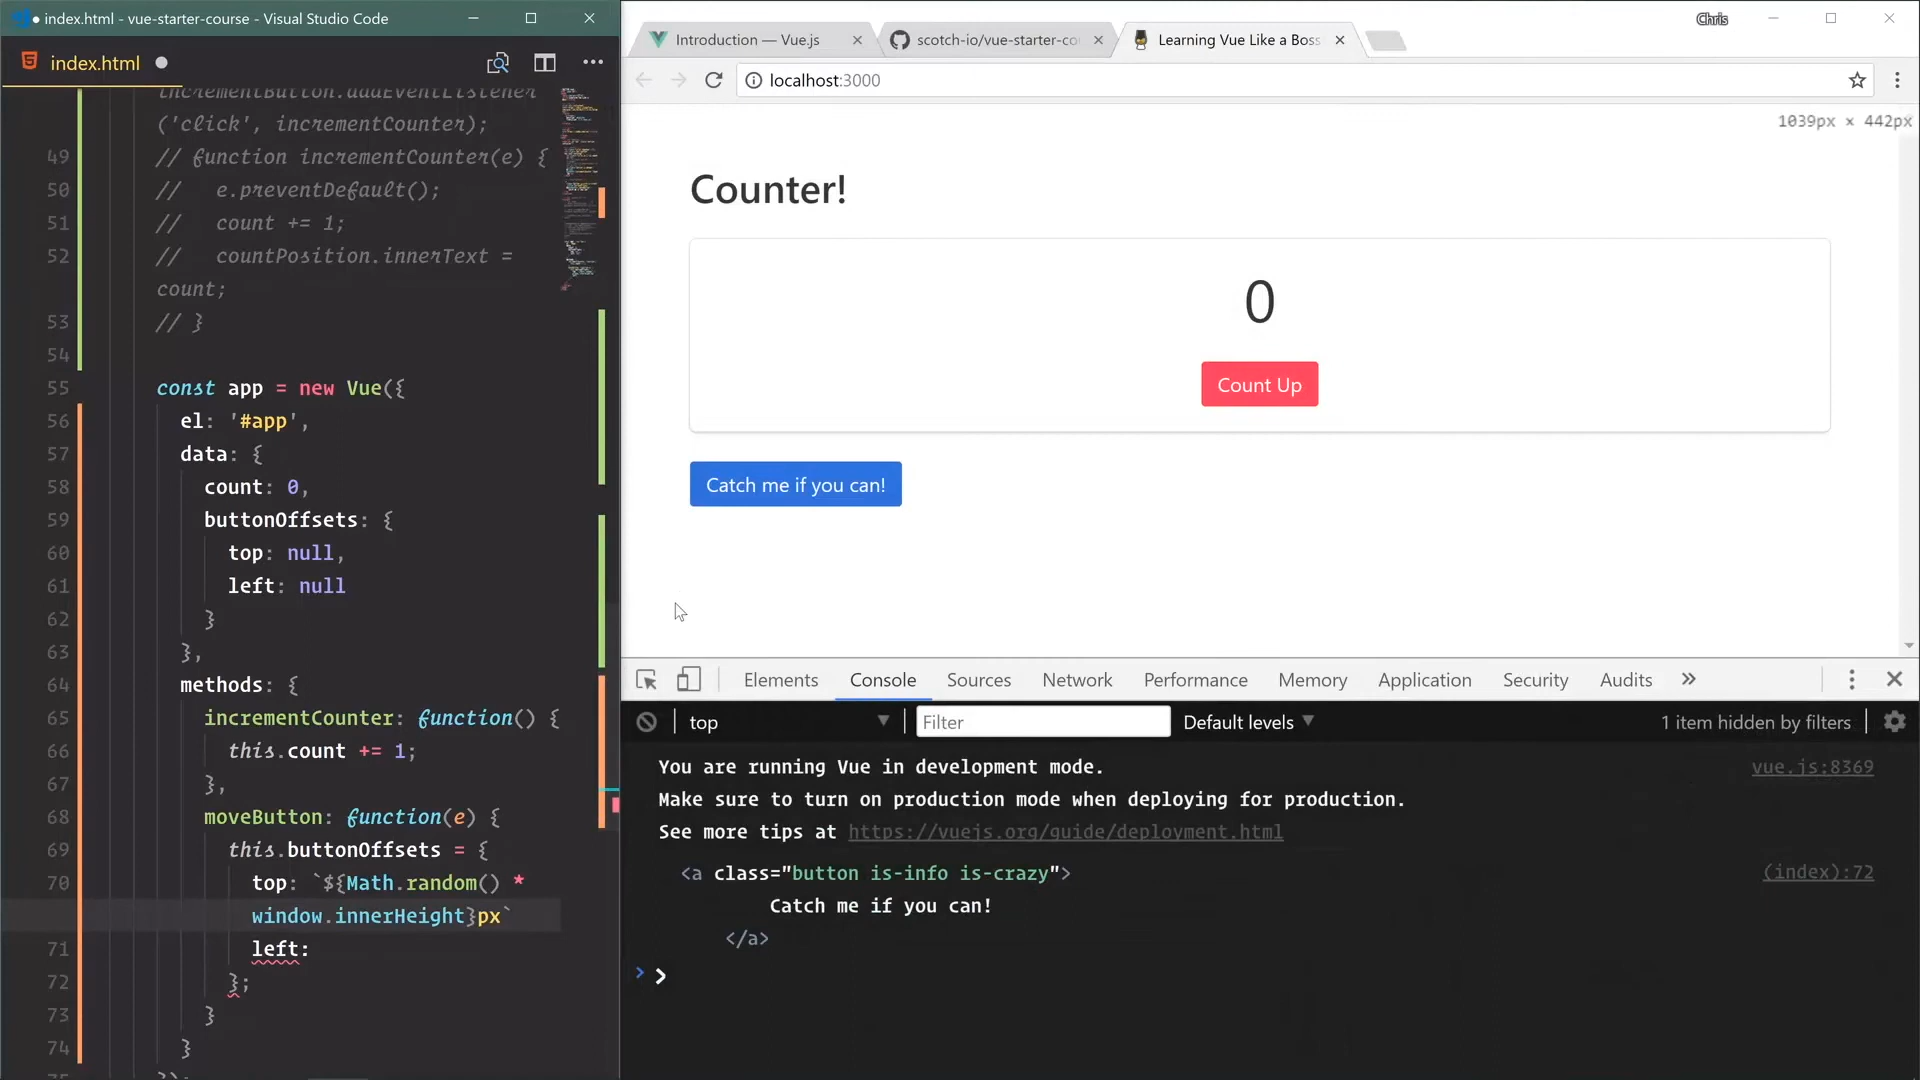 index.html - vue-starter-course - Visual Studio Code
index.html
incrementButton.addEventListener
('click', incrementCounter);
49 // function incrementCounter(e) {
50 //   e.preventDefault();
51 //   count += 1;
52 //   countPosition.innerText =
count;
53 // }
54
55 const app = new Vue({
56 el: '#app',
57 data: {
58 count: 0,
59 buttonOffsets: {
60 top: null,
61 left: null
62 }
63 },
64 methods: {
65 incrementCounter: function() {
66 this.count += 1;
67 },
68 moveButton: function(e) {
69 this.buttonOffsets = {
70 top: `${Math.random() *
window.innerHeight}px`
71 left:
72 };
73 }
74 }
Chris
Introduction — Vue.js
scotch-io/vue-starter-co
Learning Vue Like a Boss
localhost:3000
1039px × 442px
Counter!
0
Count Up
Catch me if you can!
Elements Console Sources Network Performance Memory Application Security Audits »
top Filter Default levels 1 item hidden by filters
You are running Vue in development mode. vue.js:8369
Make sure to turn on production mode when deploying for production.
See more tips at https://vuejs.org/guide/deployment.html
<a class="button is-info is-crazy"> (index):72
Catch me if you can!
</a>